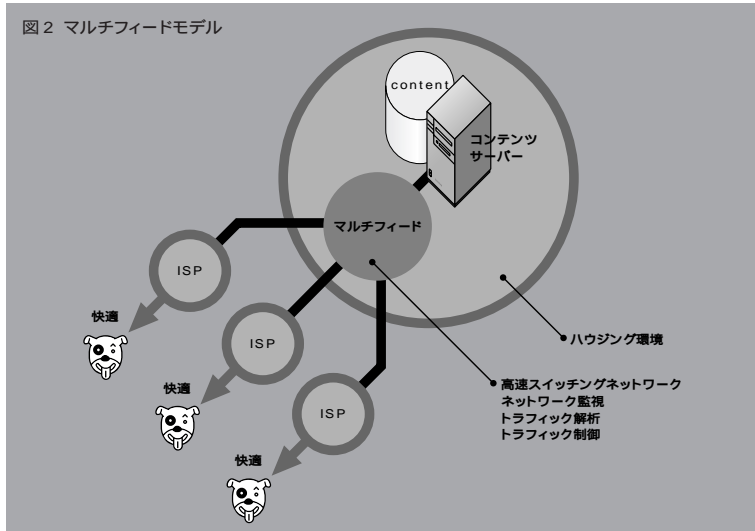 図2 マルチフィードモデル
content
コンテンツ
サーバー
マルチフィード
ISP
快適
ISP
ハウジング環境
快適
高速スイッチングネットワーク
ネットワーク監視
トラフィック解析
トラフィック制御
ISP
快適